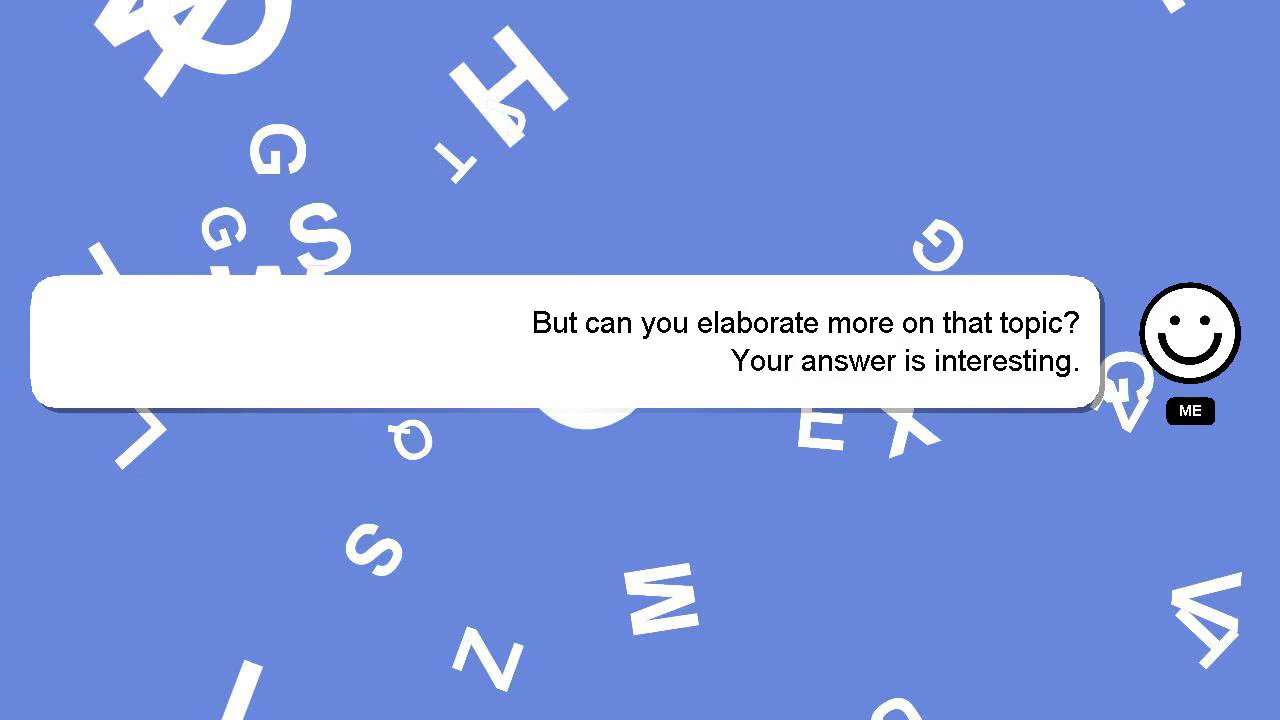 But can you elaborate more on that topic?
Your answer is interesting.
ME